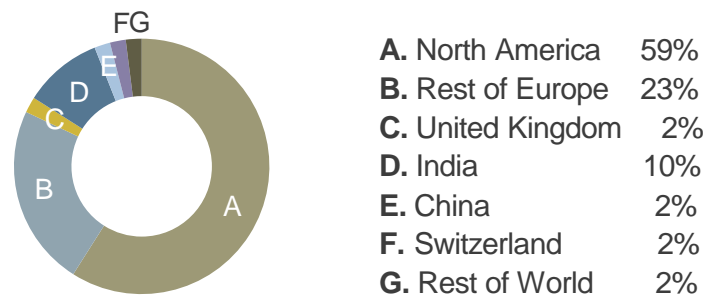 FG
E
D
C
B
A
A. North America 59%
B. Rest of Europe 23%
C. United Kingdom 2%
D. India 10%
E. China 2%
F. Switzerland 2%
G. Rest of World 2%